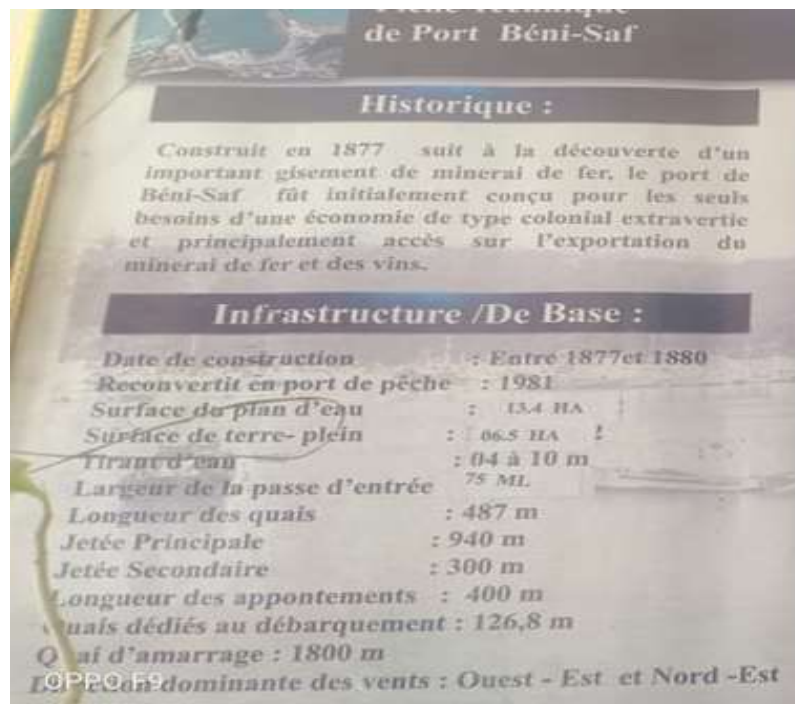 Fiche Technique
de Port Béni-Saf
Historique :
Construit en 1877 suit à la découverte d'un
important gisement de minerai de fer, le port de
Béni-Saf fût initialement conçu pour les seuls
besoins d'une économie de type colonial extravertie
et principalement accès sur l'exportation du
minerai de fer et des vins.
Infrastructure /De Base :
Date de construction : Entre 1877et 1880
Reconvertit en port de pêche : 1981
Surface du plan d'eau : 13.4 HA
Surface de terre- plein : 06.5 HA
Tirant d'eau : 04 à 10 m
Largeur de la passe d'entrée 75 ML
Longueur des quais : 487 m
Jetée Principale : 940 m
Jetée Secondaire : 300 m
Longueur des appontements : 400 m
Quais dédiés au débarquement : 126,8 m
Quai d'amarrage : 1800 m
dominante des vents : Ouest - Est et Nord -Est
OPPO F9